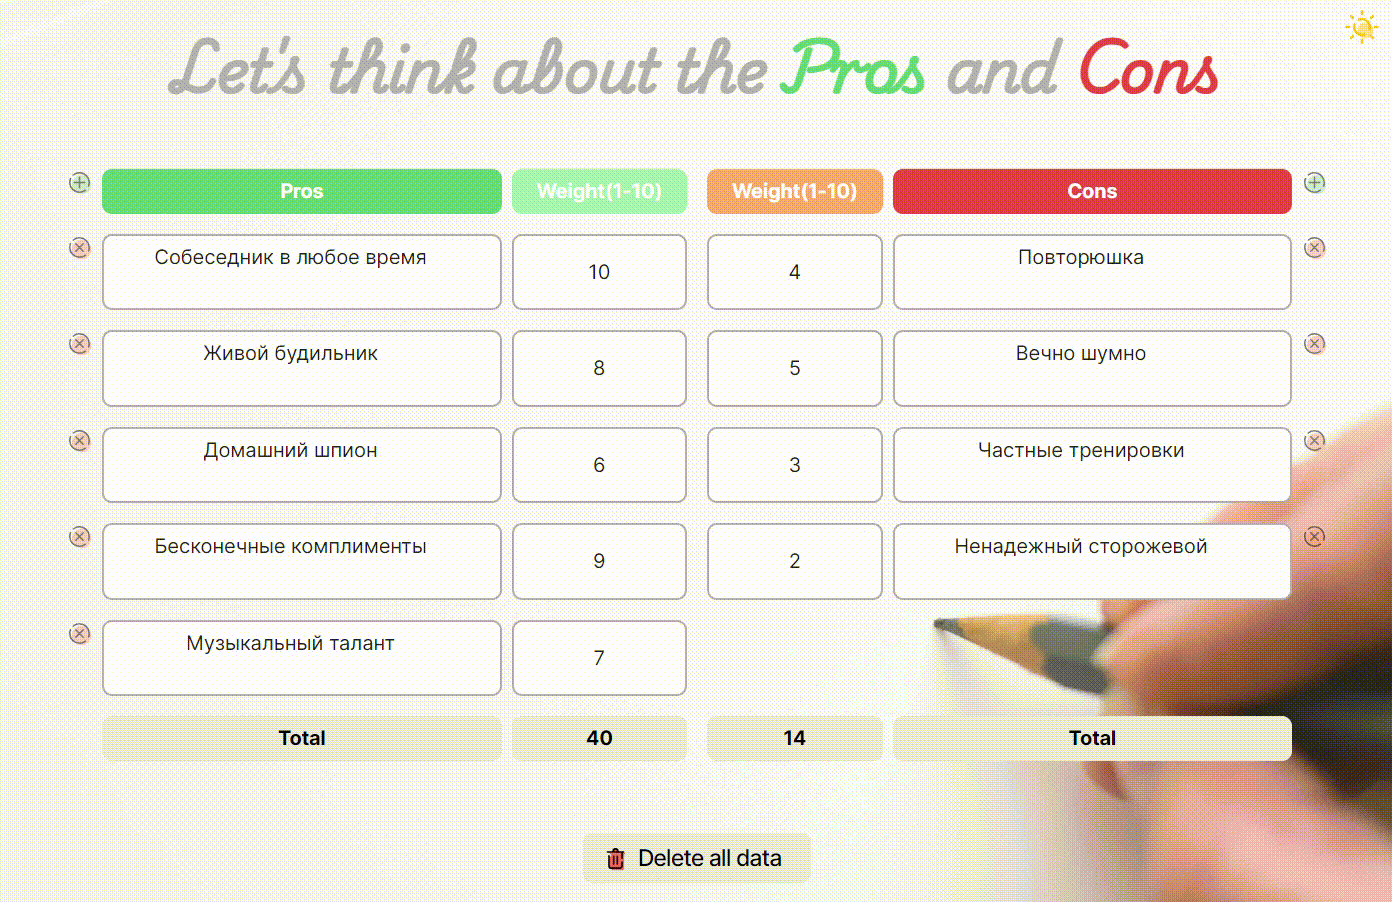 Let's think about the Pros and Cons
Pros Weight(1-10) Weight(1-10) Cons
Собеседник в любое время 10 4 Повторюшка
Живой будильник 8 5 Вечно шумно
Домашний шпион 6 3 Частные тренировки
Бесконечные комплименты 9 2 Ненадежный сторожевой
Музыкальный талант 7
Total 40 14 Total
Delete all data